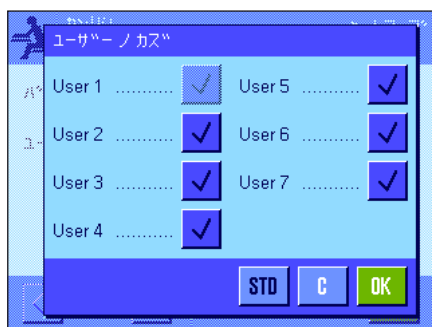 ユーザー ノ カズ
User 1 ...........
User 2 ...........
User 3 ...........
User 4 ...........
User 5 ...........
User 6 ...........
User 7 ...........
STD C OK